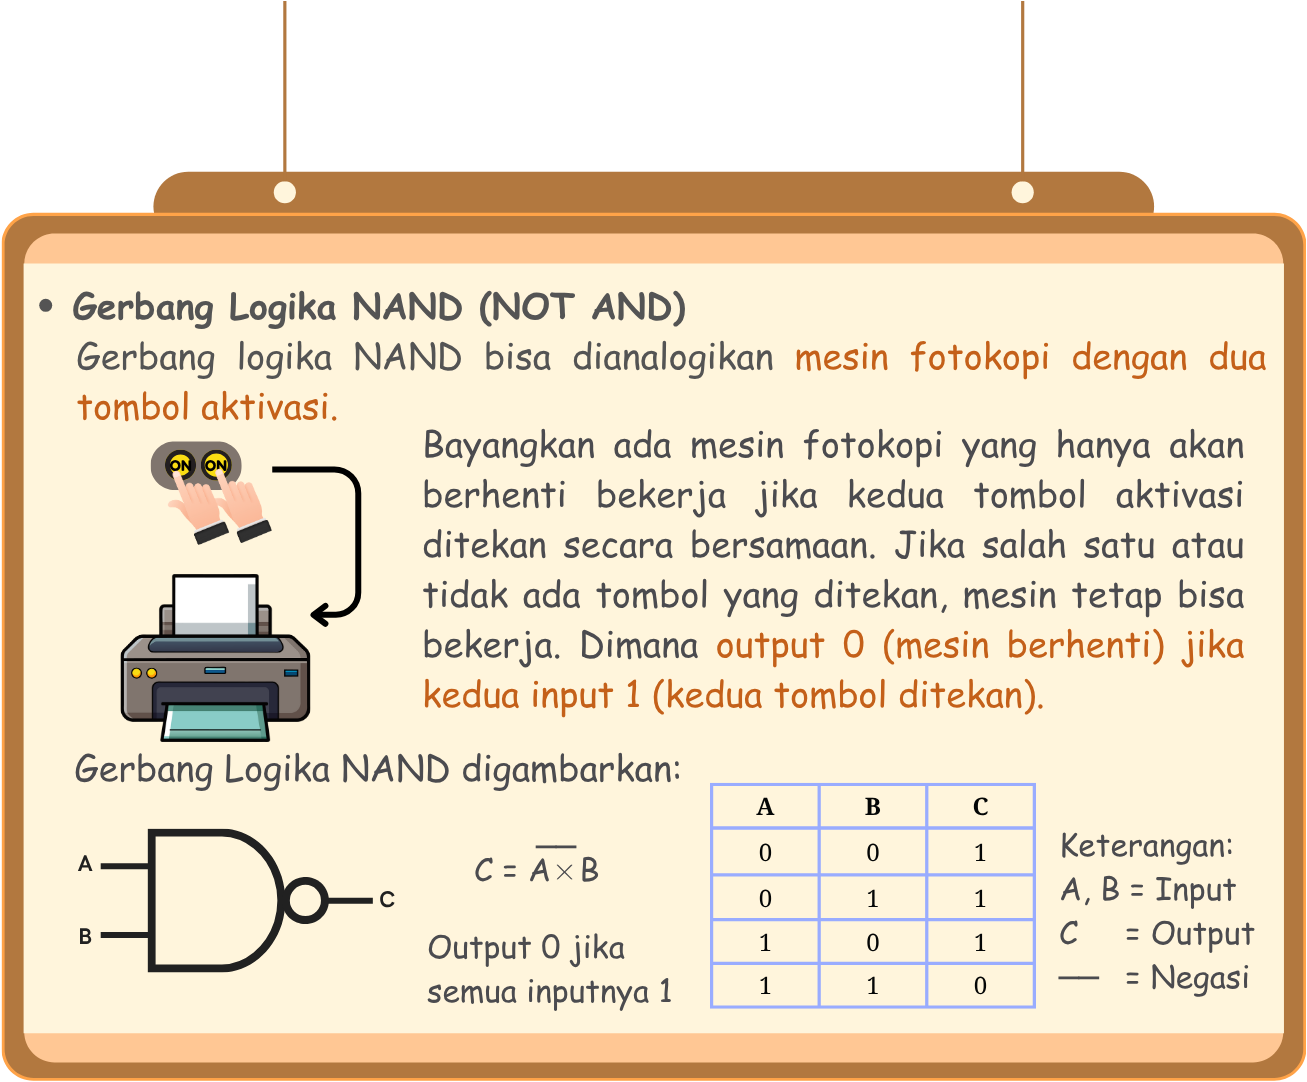 • Gerbang Logika NAND (NOT AND)
Gerbang logika NAND bisa dianalogikan mesin fotokopi dengan dua
tombol aktivasi.
ON ON
Bayangkan ada mesin fotokopi yang hanya akan
berhenti bekerja jika kedua tombol aktivasi
ditekan secara bersamaan. Jika salah satu atau
tidak ada tombol yang ditekan, mesin tetap bisa
bekerja. Dimana output 0 (mesin berhenti) jika
kedua input 1 (kedua tombol ditekan).
Gerbang Logika NAND digambarkan:
A
B
C
C = A̅ ×̅ B
Output 0 jika
semua inputnya 1
A B C
0 0 1
0 1 1
1 0 1
1 1 0
Keterangan:
A, B = Input
C = Output
— = Negasi